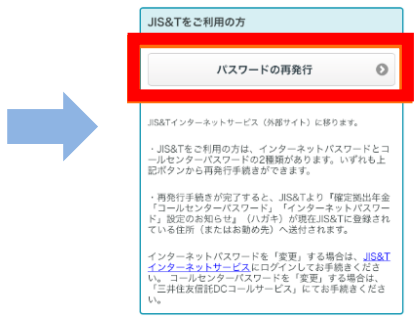 JIS&Tをご利用の方
パスワードの再発行
JIS&Tインターネットサービス（外部サイト）に移ります。
・JIS&Tをご利用の方は、インターネットパスワードとコ
ールセンターパスワードの2種類があります。いずれも上
記ボタンから再発行手続きができます。
・再発行手続きが完了すると、JIS&Tより『確定拠出年金
「コールセンターパスワード」「インターネットパスワー
ド」設定のお知らせ』（ハガキ）が現在JIS&Tに登録され
ている住所（またはお勤め先）へ送付されます。
インターネットパスワードを「変更」する場合は、JIS&T
インターネットサービスにログインしてお手続きくださ
い。 コールセンターパスワードを「変更」する場合は、
「三井住友信託DCコールサービス」にてお手続きくださ
い。